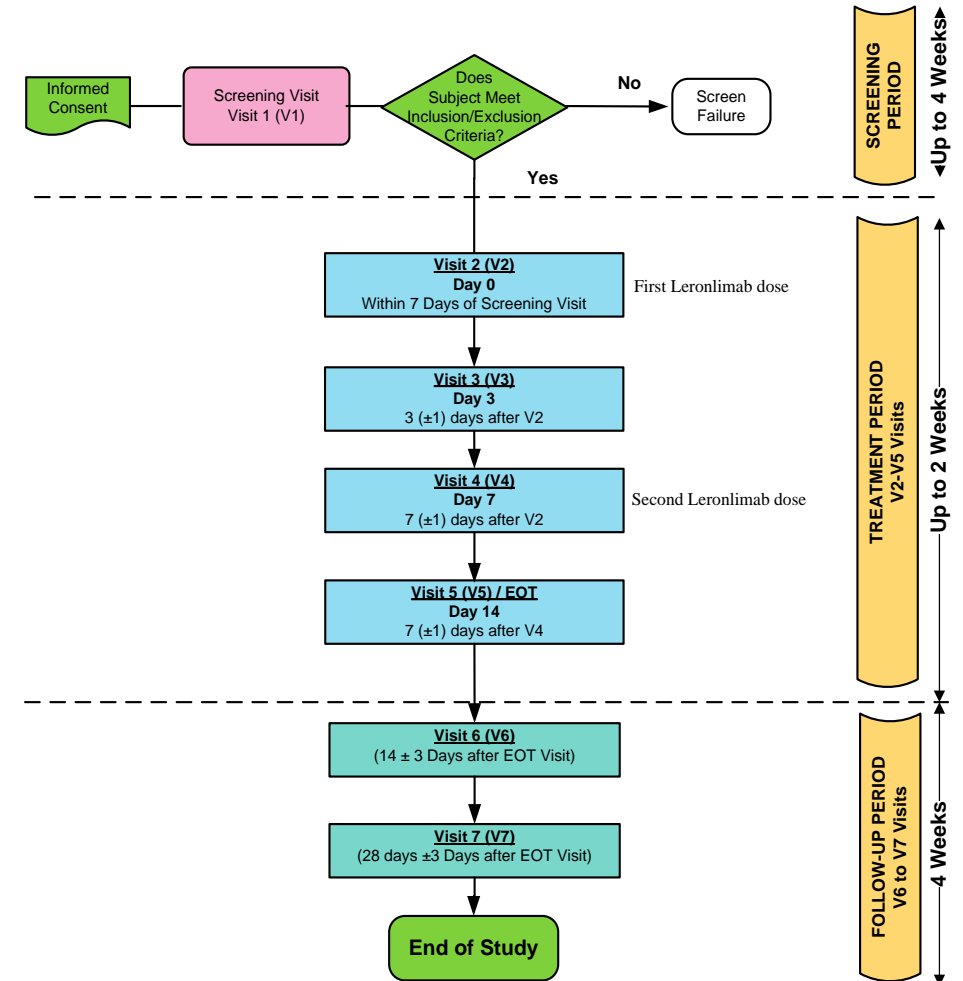 Informed
Consent
Screening Visit
Visit 1 (V1)
Does
Subject Meet
Inclusion/Exclusion
Criteria?
No
Screen
Failure
Yes
SCREENING
PERIOD
Up to 4 Weeks
Visit 2 (V2)
Day 0
Within 7 Days of Screening Visit
First Leronlimab dose
Visit 3 (V3)
Day 3
3 (±1) days after V2
Visit 4 (V4)
Day 7
7 (±1) days after V2
Second Leronlimab dose
Visit 5 (V5) / EOT
Day 14
7 (±1) days after V4
TREATMENT PERIOD
V2-V5 Visits
Up to 2 Weeks
Visit 6 (V6)
(14 ± 3 Days after EOT Visit)
Visit 7 (V7)
(28 days ±3 Days after EOT Visit)
End of Study
FOLLOW-UP PERIOD
V6 to V7 Visits
4 Weeks